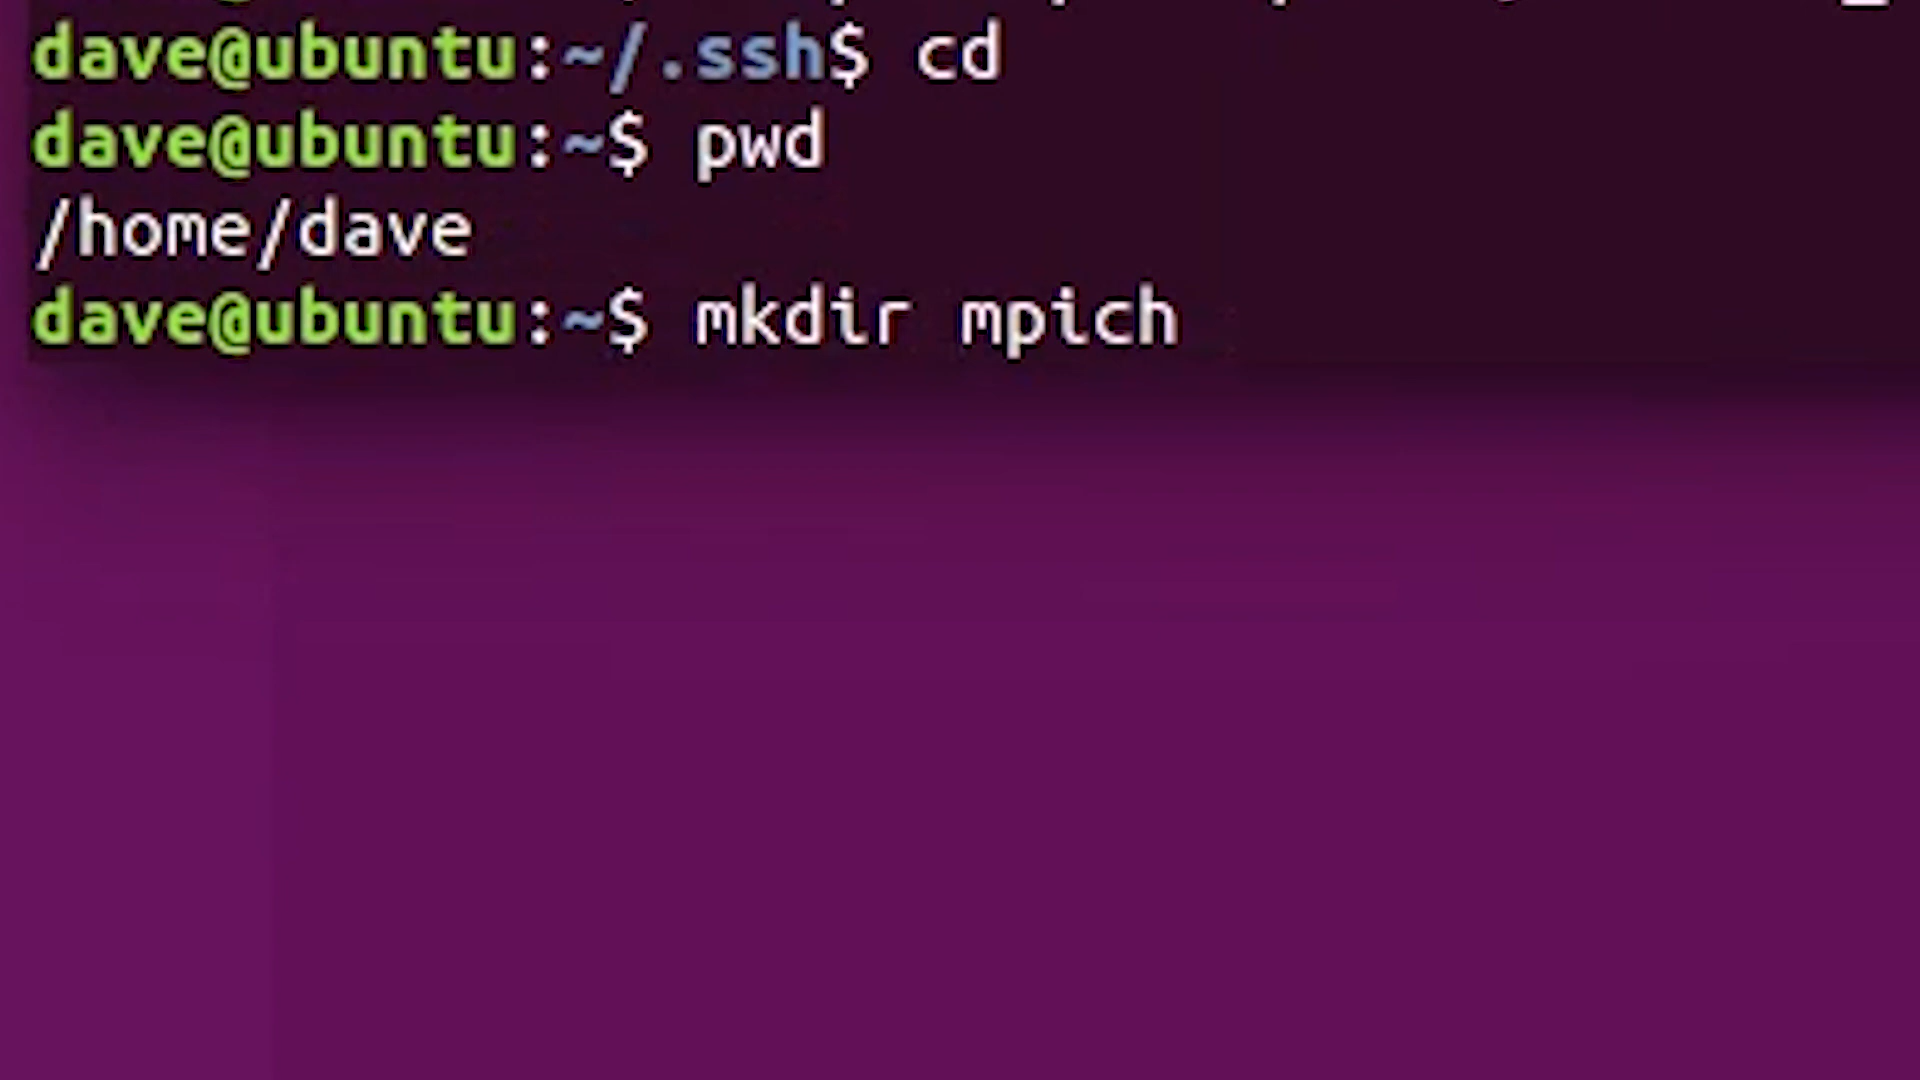 dave@ubuntu:~/.ssh$ cd
dave@ubuntu:~$ pwd
/home/dave
dave@ubuntu:~$ mkdir mpich